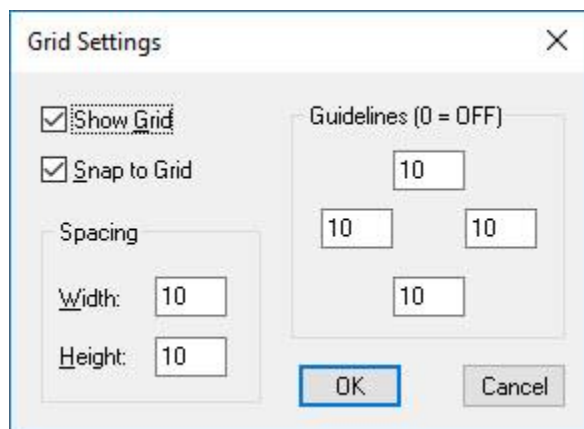 Grid Settings
Show Grid
Snap to Grid
Spacing
Width: 10
Height: 10
Guidelines (0 = OFF)
10
10 10
10
OK Cancel